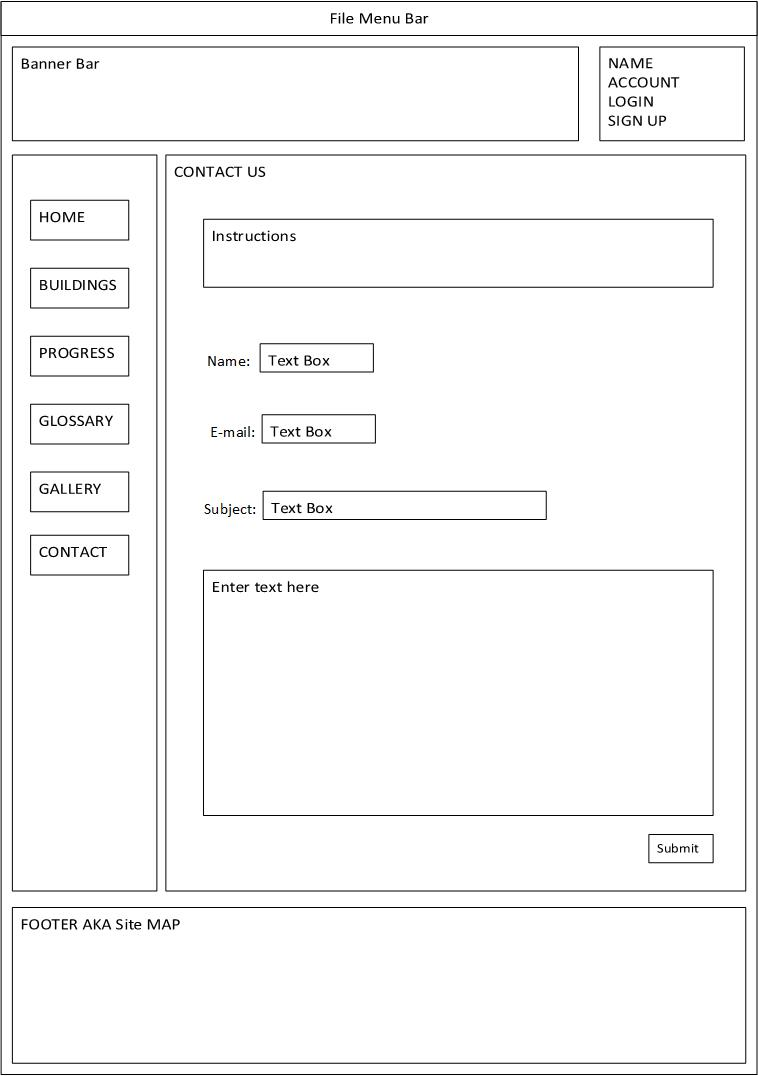 File Menu Bar
Banner Bar
NAME
ACCOUNT
LOGIN
SIGN UP
HOME
BUILDINGS
PROGRESS
GLOSSARY
GALLERY
CONTACT
CONTACT US
Instructions
Name: Text Box
E-mail: Text Box
Subject: Text Box
Enter text here
Submit
FOOTER AKA Site MAP